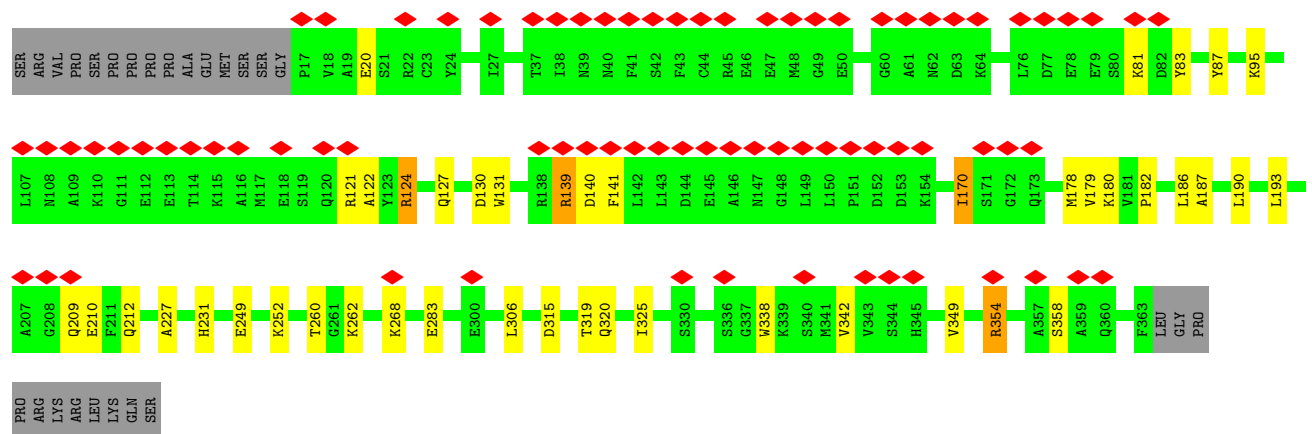 SER ARG VAL PRO SER PRO PRO PRO PRO ALA GLU MET SER SER GLY P17 V18 A19 E20 S21 R22 C23 Y24 I27 T37 I38 N39 N40 F41 S42 F43 C44 R45 E46 E47 M48 G49 E50 G60 A61 N62 D63 K64 L76 D77 E78 E79 S80 K81 D82 Y83 Y87 K95
L107 N108 A109 K110 G111 E112 E113 T114 K115 A116 M117 E118 S119 Q120 R121 A122 Y123 R124 Q127 D130 W131 R138 R139 D140 F141 L142 L143 D144 E145 A146 N147 G148 L149 L150 P151 D152 D153 K154 I170 S171 G172 Q173 M178 V179 K180 V181 P182 L186 A187 L190 L193
A207 G208 Q209 E210 F211 Q212 A227 H231 E249 K252 T260 G261 K262 K268 E283 E300 L306 D315 T319 Q320 I325 S330 S336 G337 W338 K339 S340 M341 V342 V343 S344 H345 V349 R354 A357 S358 A359 Q360 F363 LEU GLY PRO
PRO ARG LYS ARG LEU LYS GLN SER